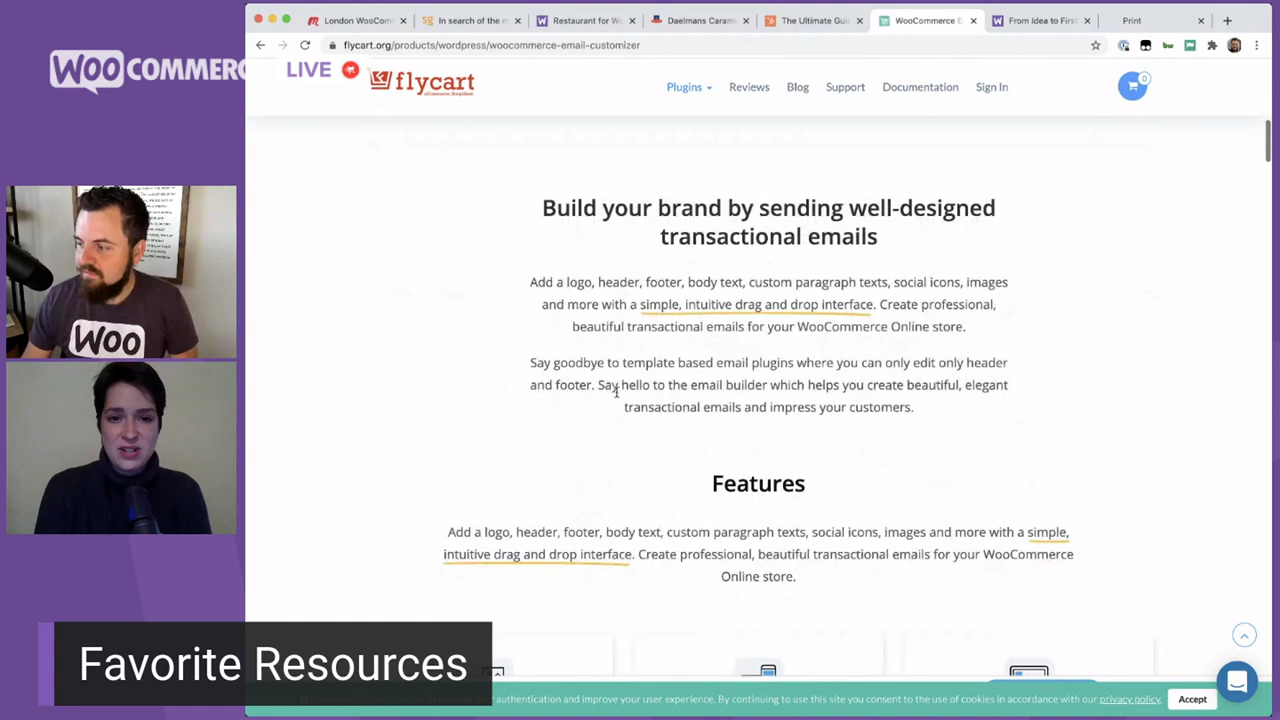 WOOCOMMERC
LIVE
London WooCom
In search of the m
Restaurant for Wo
Daelmans Carame
The Ultimate Gui
WooCommerce E
From Idea to First
Print
flycart.org/products/wordpress/woocommerce-email-customizer
flycart
Plugins
Reviews
Blog
Support
Documentation
Sign In
0
Build your brand by sending well-designed
transactional emails
Add a logo, header, footer, body text, custom paragraph texts, social icons, images
and more with a simple, intuitive drag and drop interface. Create professional,
beautiful transactional emails for your WooCommerce Online store.
Say goodbye to template based email plugins where you can only edit only header
and footer. Say hello to the email builder which helps you create beautiful, elegant
transactional emails and impress your customers.
Features
Add a logo, header, footer, body text, custom paragraph texts, social icons, images and more with a simple,
intuitive drag and drop interface. Create professional, beautiful transactional emails for your WooCommerce
Online store.
WOO
Favorite Resources
authentication and improve your user experience. By continuing to use this site you consent to the use of cookies in accordance with our privacy policy.
Accept